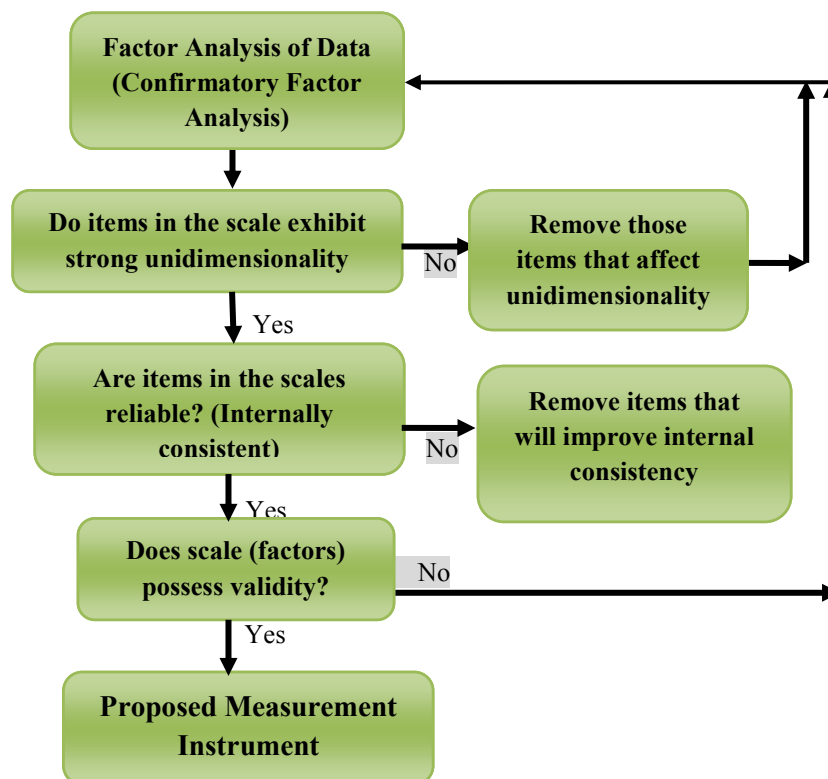 Factor Analysis of Data
(Confirmatory Factor
Analysis)
Do items in the scale exhibit
strong unidimensionality
No
Remove those
items that affect
unidimensionality
Yes
Are items in the scales
reliable? (Internally
consistent)
No
Remove items that
will improve internal
consistency
Yes
Does scale (factors)
possess validity?
No
Yes
Proposed Measurement
Instrument